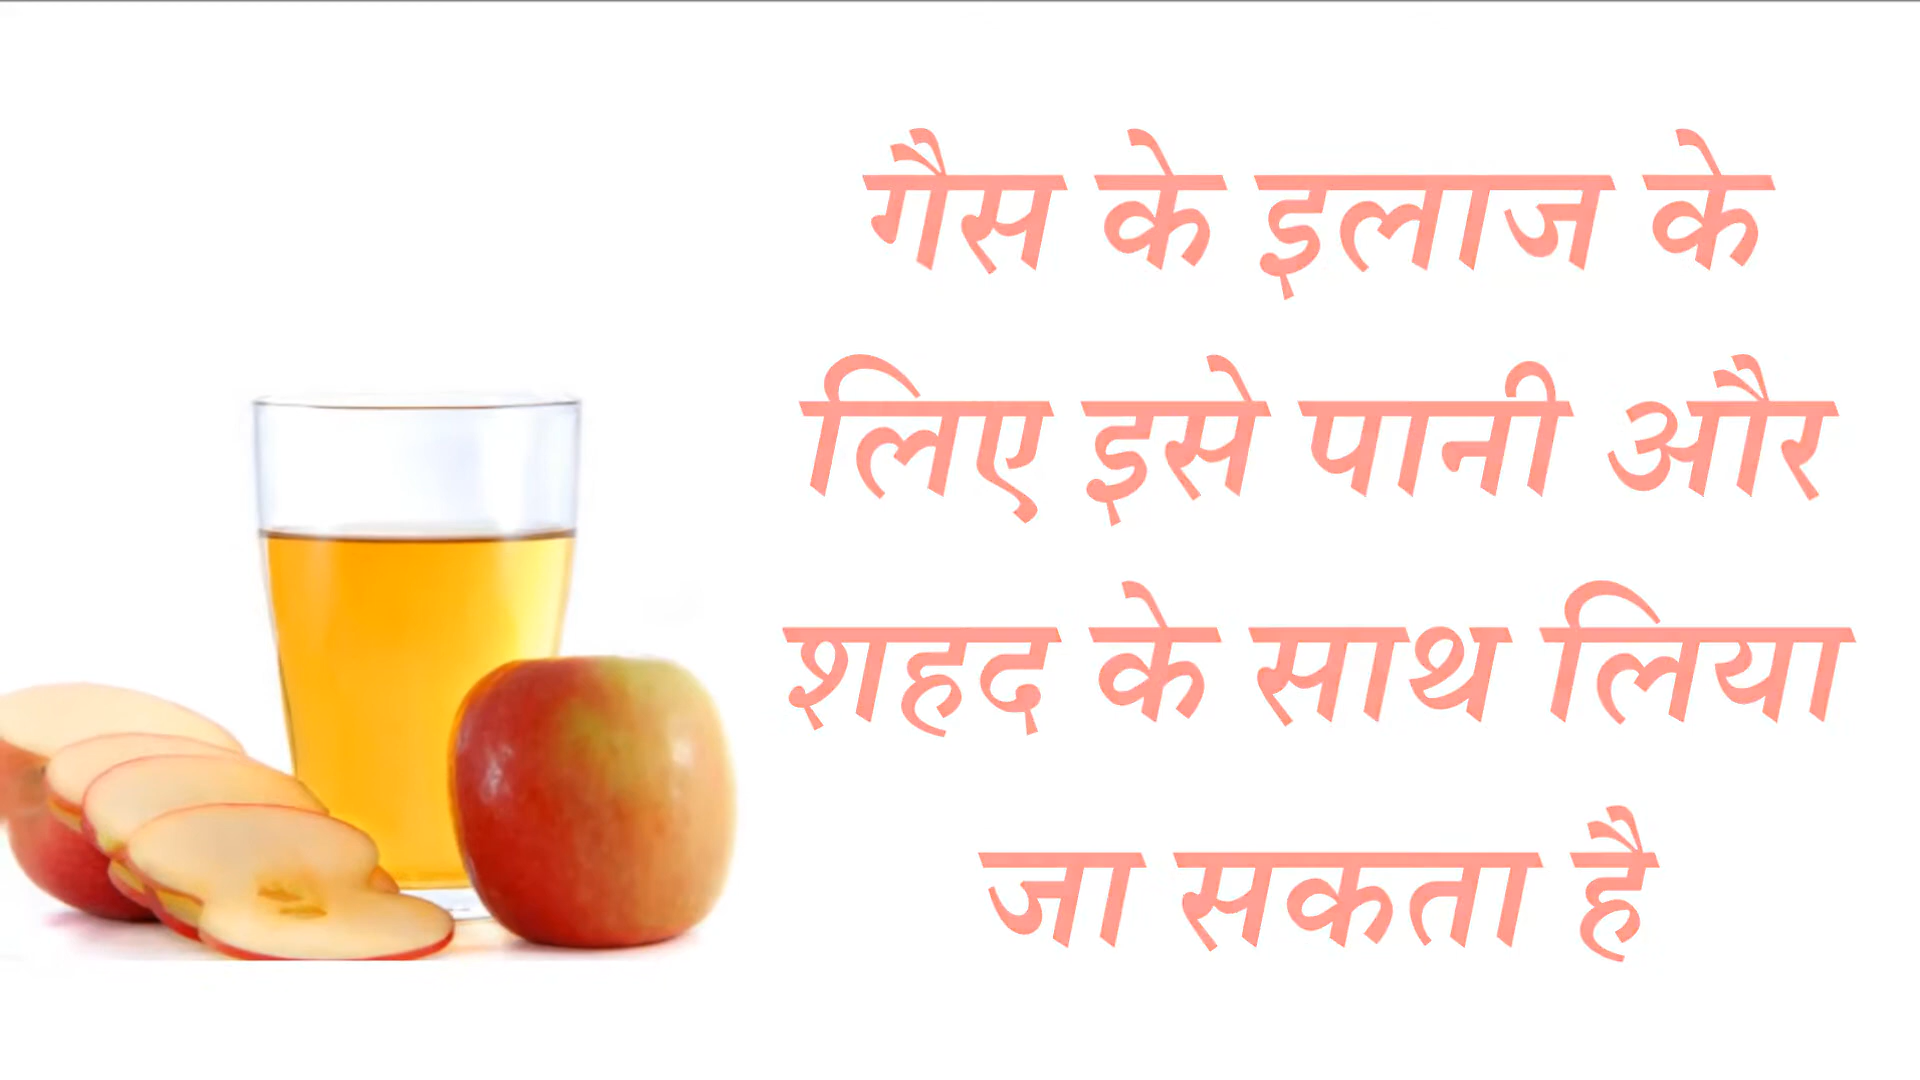 गैस के इलाज के
लिए इसे पानी और
शहद के साथ लिया
जा सकता है